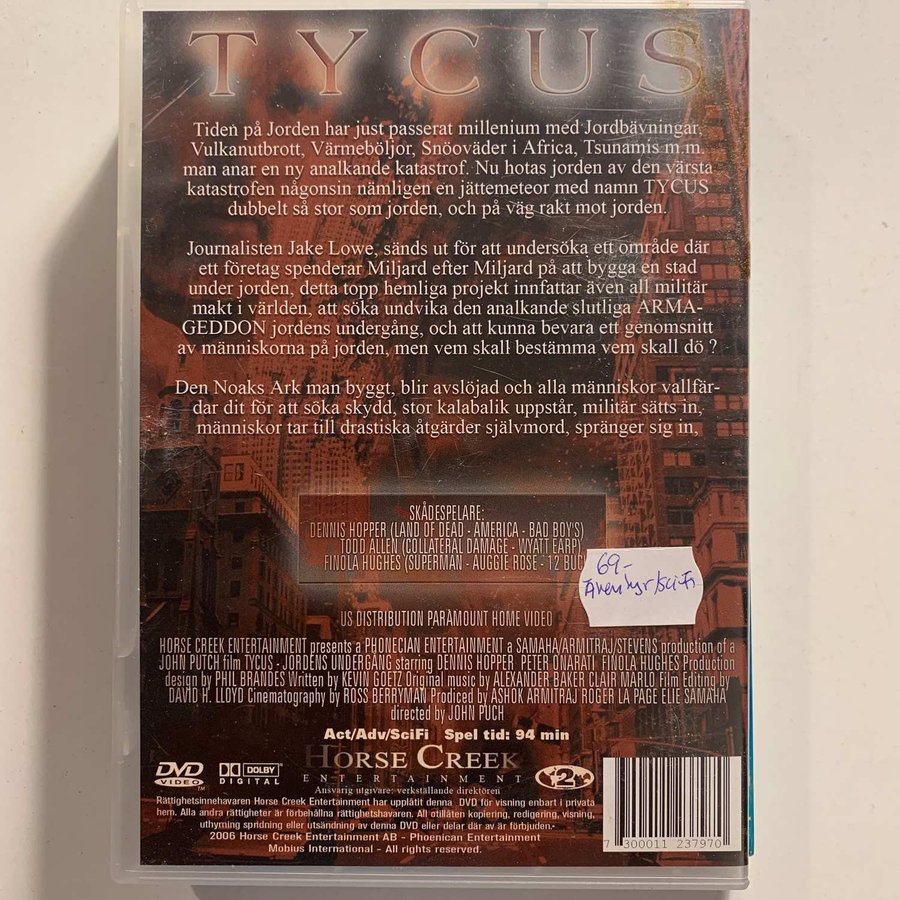 TYCUS
Tiden på Jorden har just passerat millenium med Jordbävningar,
Vulkanutbrott, Värmeböljor, Snöoväder i Africa, Tsunamis m.m.
man anar en ny analkande katastrof. Nu hotas jorden av den värsta
katastrofen någonsin nämligen en jättemeteor med namn TYCUS
dubbelt så stor som jorden, och på väg rakt mot jorden.
Journalisten Jake Lowe, sänds ut för att undersöka ett område där
ett företag spenderar Miljard efter Miljard på att bygga en stad
under jorden, detta topp hemliga projekt innfattar även all militär
makt i världen, att söka undvika den analkande slutliga ARMA-
GEDDON jordens undergång, och att kunna bevara ett genomsnitt
av människorna på jorden, men vem skall bestämma vem skall dö ?
Den Noaks Ark man byggt, blir avslöjad och alla människor vallfär-
dar dit för att söka skydd, stor kalabalik uppstår, militär sätts in,
människor tar till drastiska åtgärder självmord, spränger sig in,
SKÅDESPELARE:
DENNIS HOPPER (LAND OF DEAD - AMERICA - BAD BOY'S)
TODD ALLEN (COLLATERAL DAMAGE - WYATT EARP)
FINOLA HUGHES (SUPERMAN - AUGGIE ROSE - 12 BUC
69-
Äventyr/sci-Fi
US DISTRIBUTION PARAMOUNT HOME VIDEO
HORSE CREEK ENTERTAINMENT presents a PHONECIAN ENTERTAINMENT a SAMAHA/ARMITRAJ/STEVENS production of a
JOHN PUTCH film TYCUS - JORDENS UNDERGÅNG starring DENNIS HOPPER PETER ONARATI FINOLA HUGHES Production
design by PHIL BRANDES Written by KEVIN GOETZ Original music by ALEXANDER BAKER CLAIR MARLO Film Editing by
DAVID H. LLOYD Cinematography by ROSS BERRYMAN Produced by ASHOK ARMITRAJ ROGER LA PAGE ELIE SAMAHA
directed by JOHN PUCH
Act/Adv/SciFi Spel tid: 94 min
HORSE CREEK
ENTERTAINMENT
DVD VIDEO TM
DOLBY DIGITAL
2
Ansvarig utgivare: verkställande direktören
Rättighetsinnehavaren Horse Creek Entertainment har upplåtit denna DVD för visning enbart i privata
hem. Alla andra rättigheter är förbehållna rättighetshavaren. All otillåten kopiering, redigering, visning,
uthyrning spridning eller utsändning av denna DVD eller delar där av är förbjuden.-
2006 Horse Creek Entertainment AB - Phoenican Entertainment
Mobius International - All rights reserved.
7 300011 237970